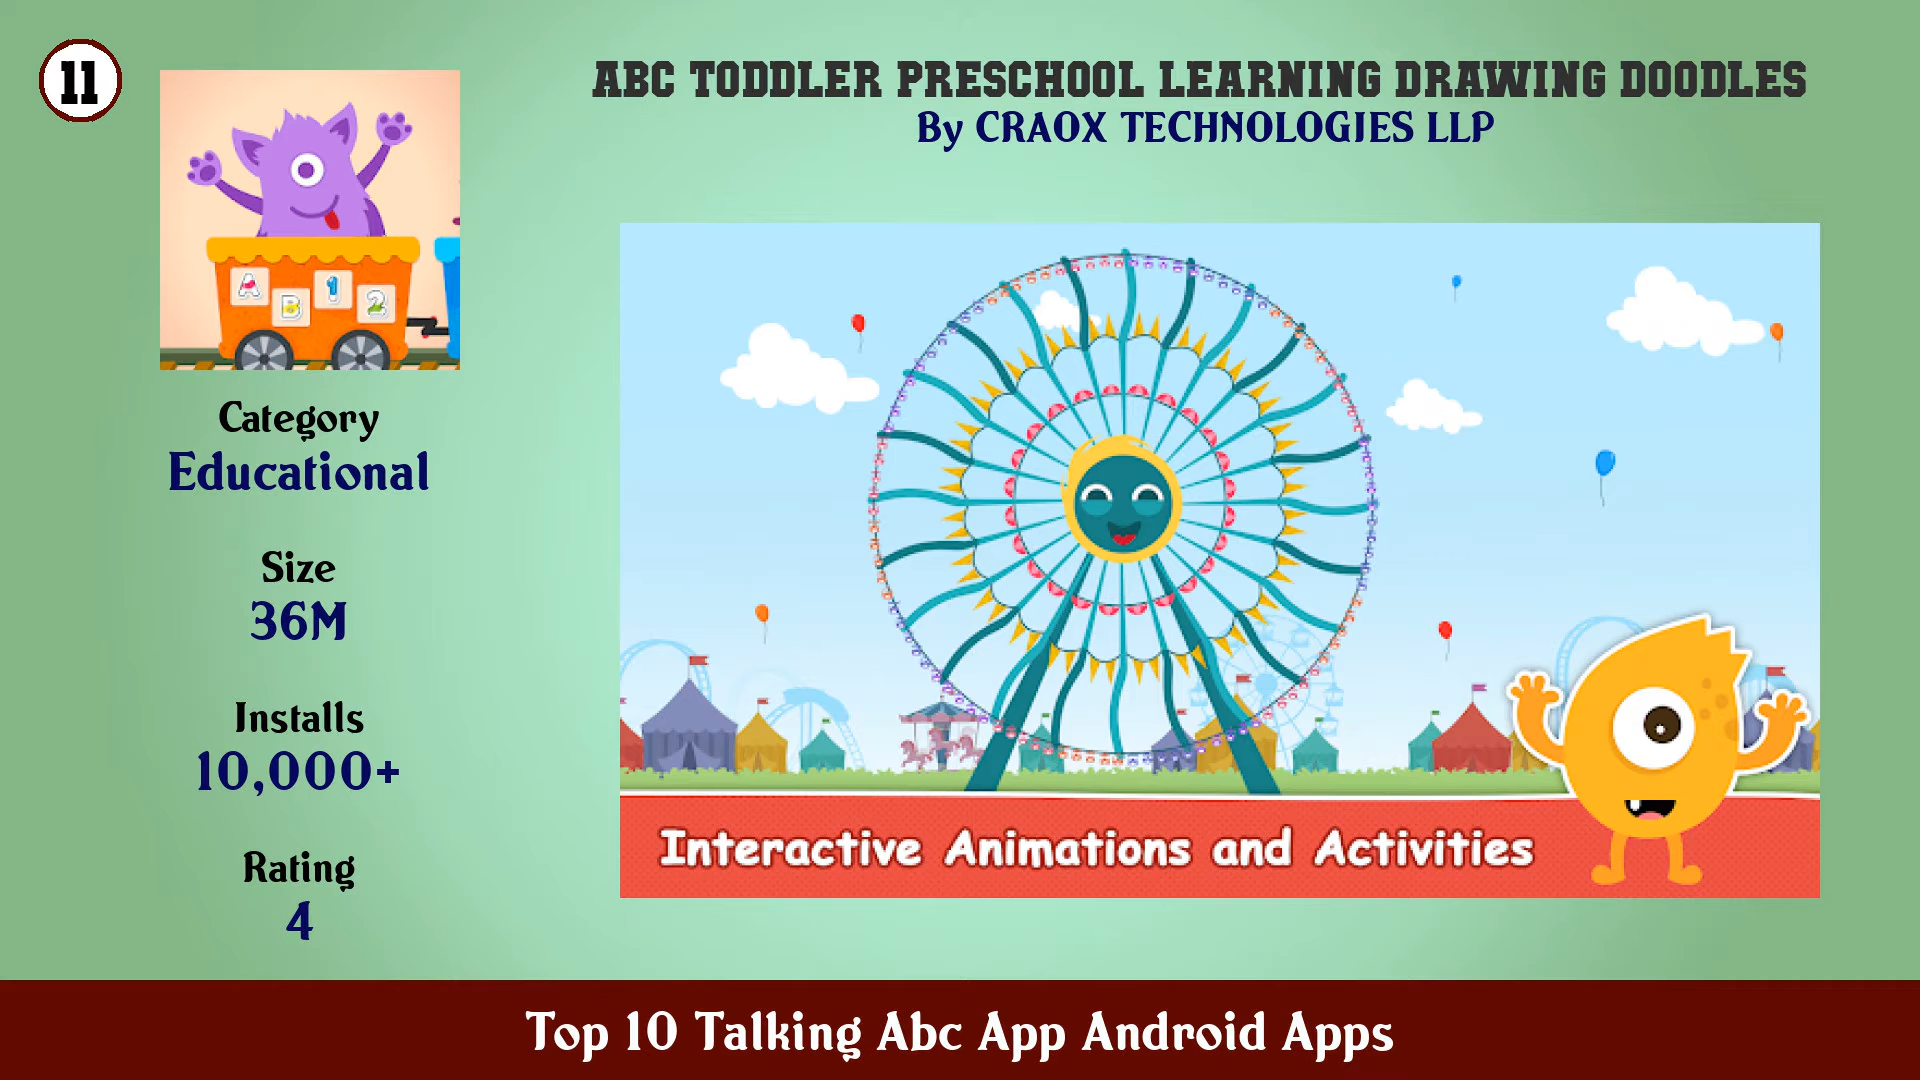 11
ABC TODDLER PRESCHOOL LEARNING DRAWING DOODLES
By CRAOX TECHNOLOGIES LLP
A B 1 2
Category
Educational
Size
36M
Installs
10,000+
Rating
4
Interactive Animations and Activities
Top 10 Talking Abc App Android Apps